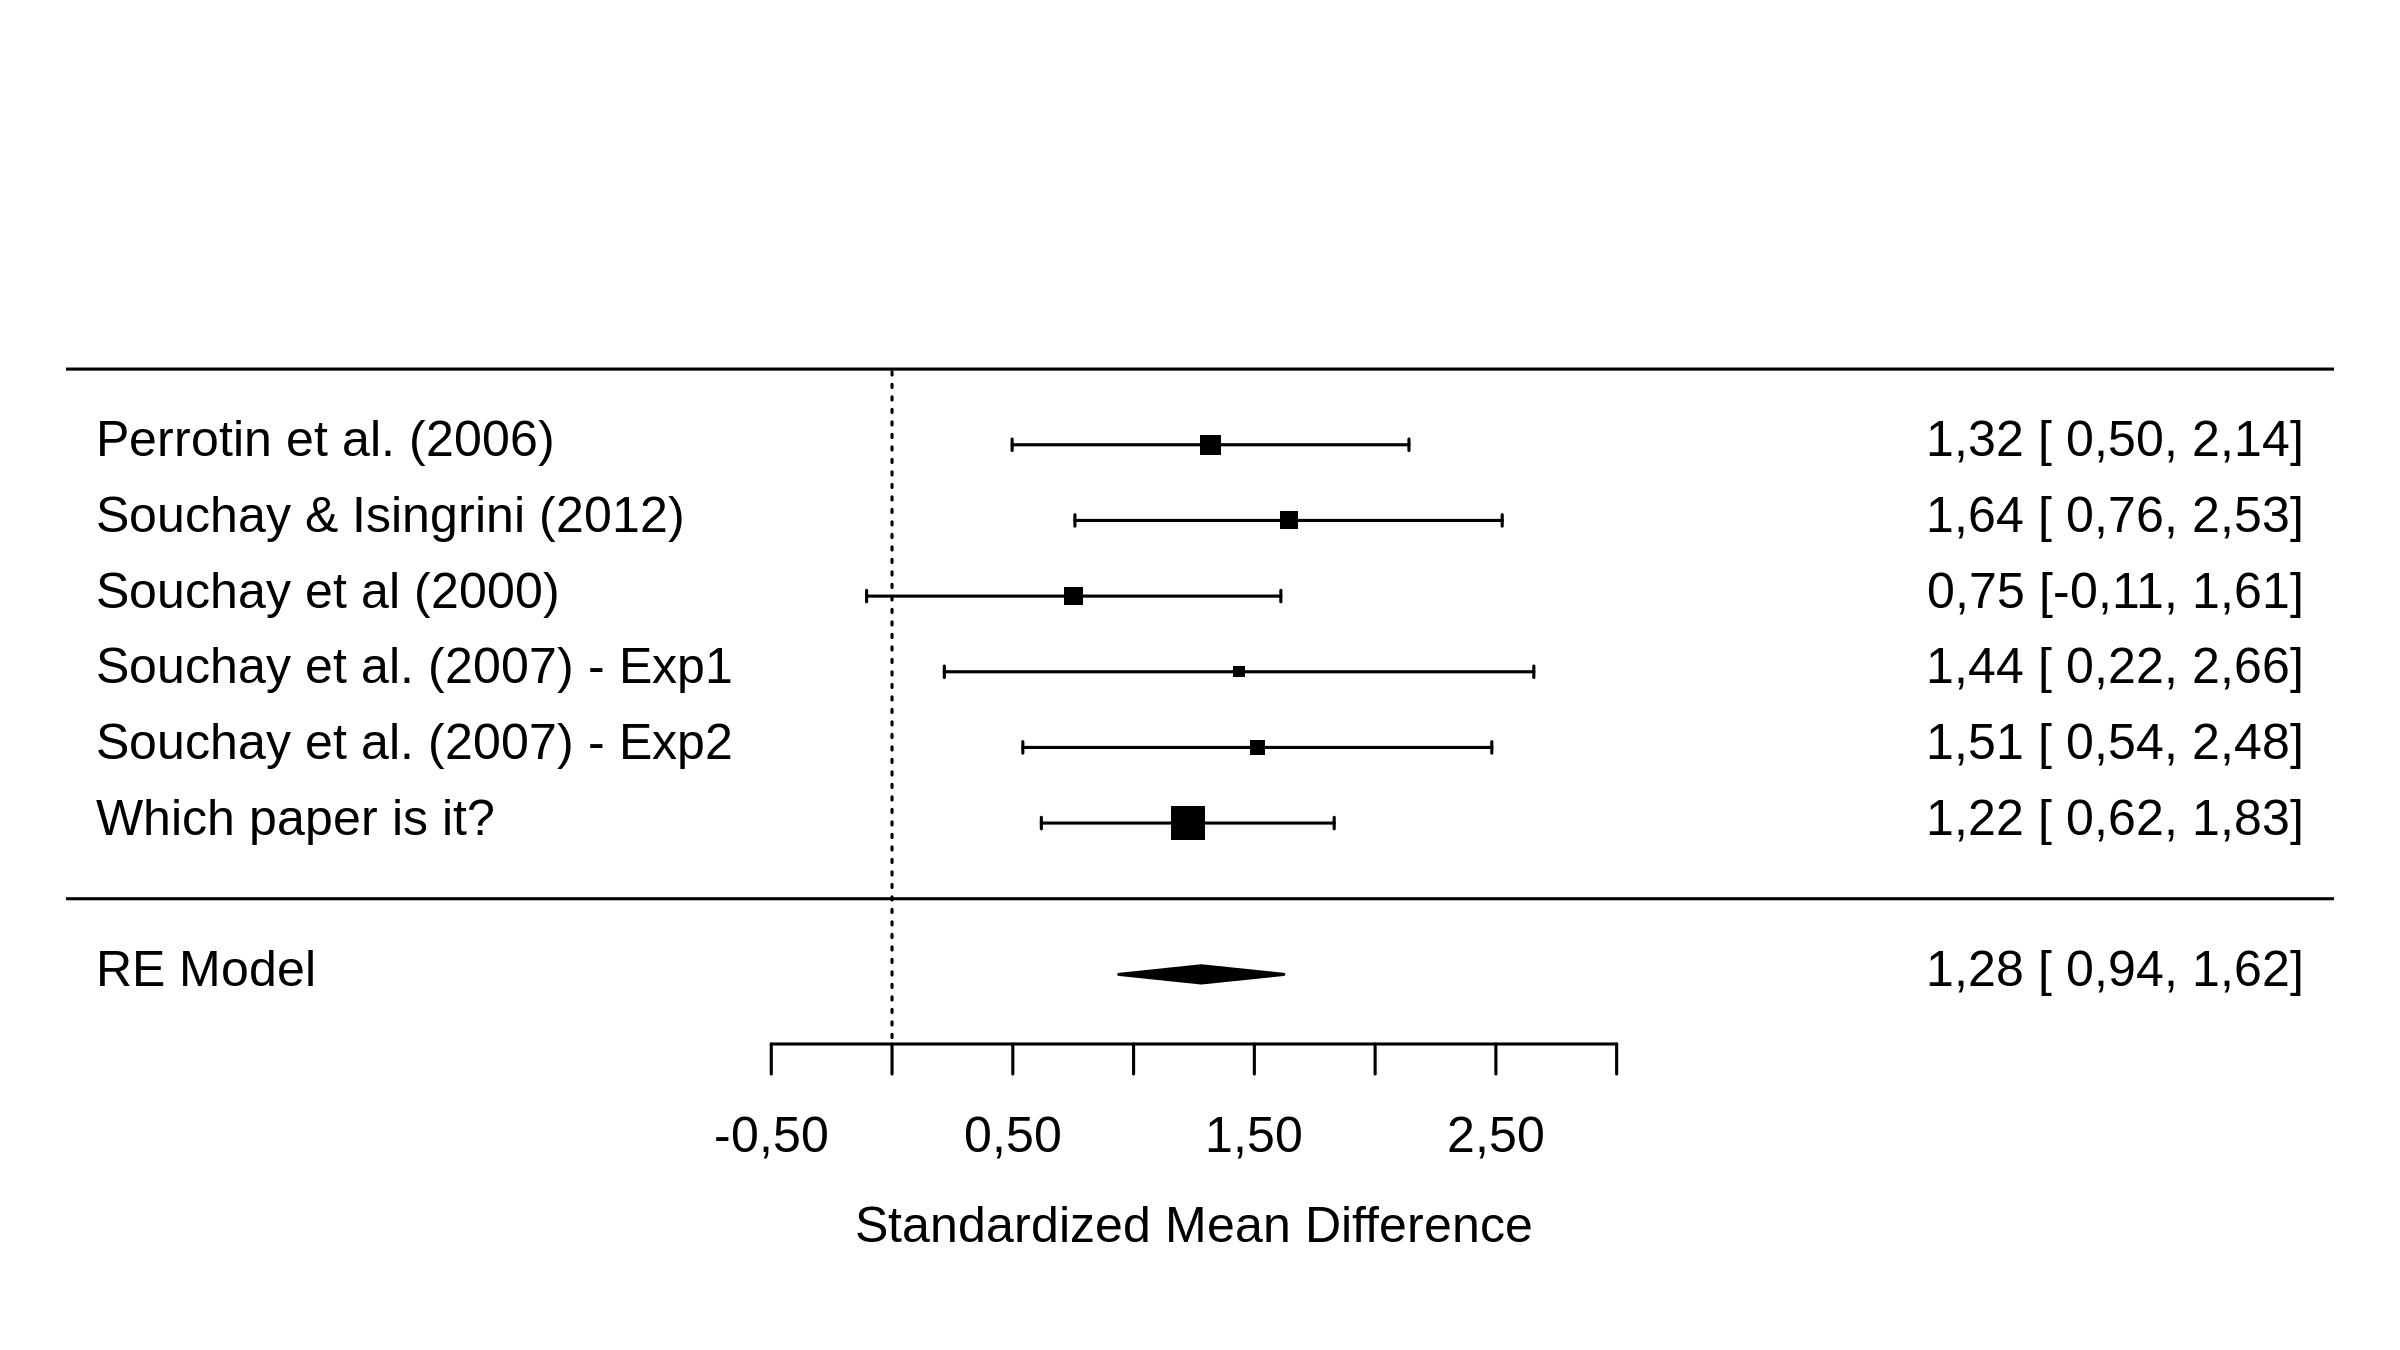 Perrotin et al. (2006) 1,32 [ 0,50, 2,14]
Souchay & Isingrini (2012) 1,64 [ 0,76, 2,53]
Souchay et al (2000) 0,75 [-0,11, 1,61]
Souchay et al. (2007) - Exp1 1,44 [ 0,22, 2,66]
Souchay et al. (2007) - Exp2 1,51 [ 0,54, 2,48]
Which paper is it? 1,22 [ 0,62, 1,83]
RE Model 1,28 [ 0,94, 1,62]
-0,50 0,50 1,50 2,50
Standardized Mean Difference